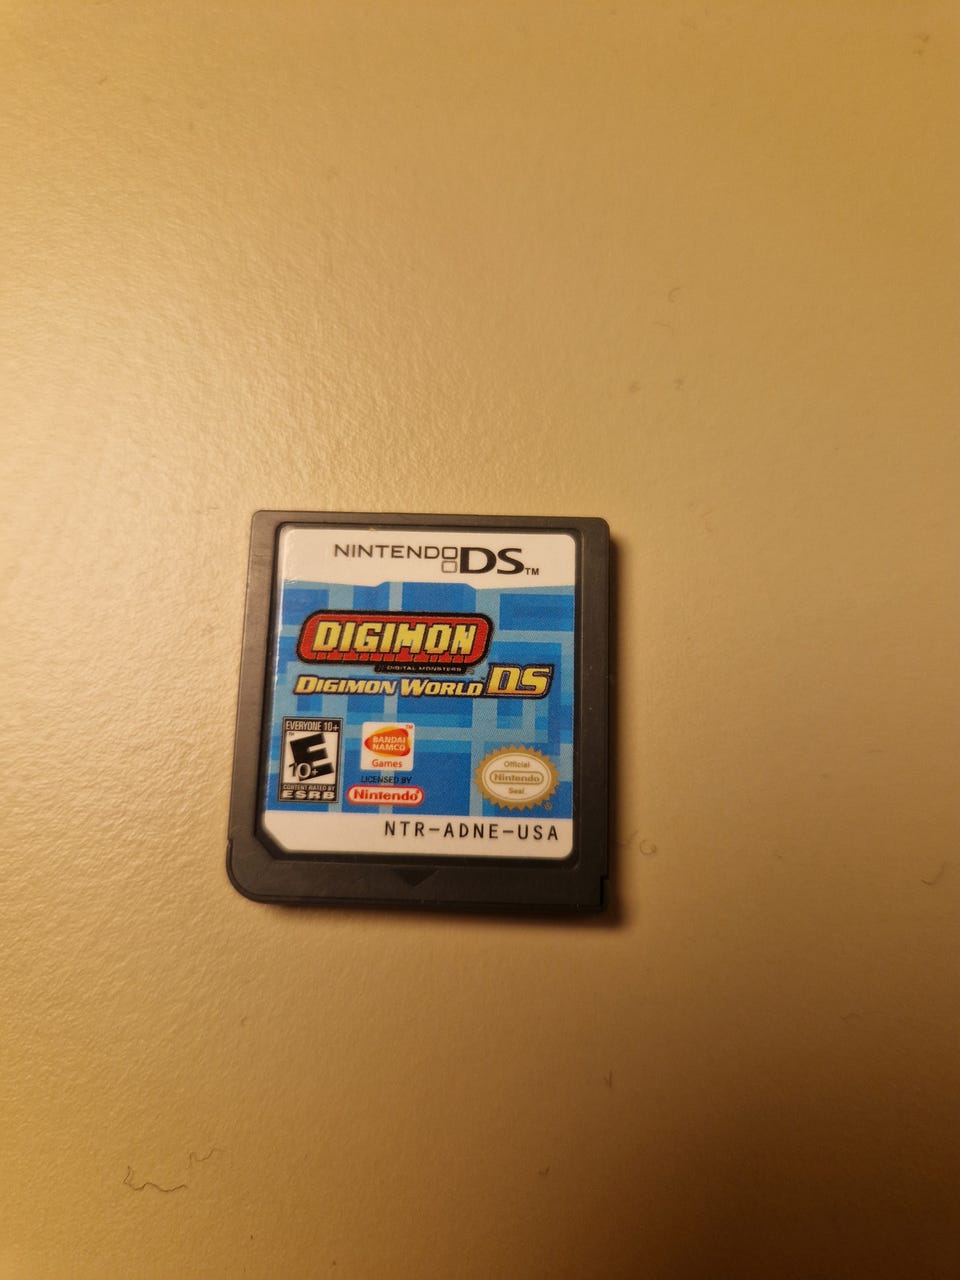 NINTENDO DS™
DIGIMON
DIGITAL MONSTERS
DIGIMON WORLD DS
EVERYONE 10+
E
10+
CONTENT RATED BY
ESRB
BANDAI
NAMCO
Games
LICENSED BY
Nintendo®
Official
Nintendo
Seal
NTR-ADNE-USA